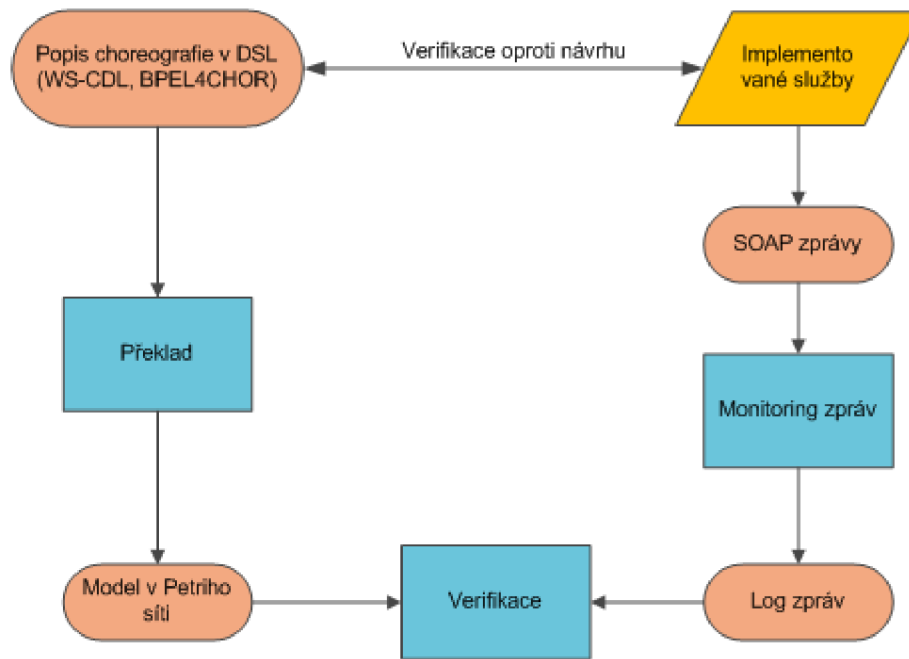 Popis choreografie v DSL
(WS-CDL, BPEL4CHOR)
Verifikace oproti návrhu
Implemento
vané služby
SOAP zprávy
Překlad
Monitoring zpráv
Model v Petriho
síti
Verifikace
Log zpráv